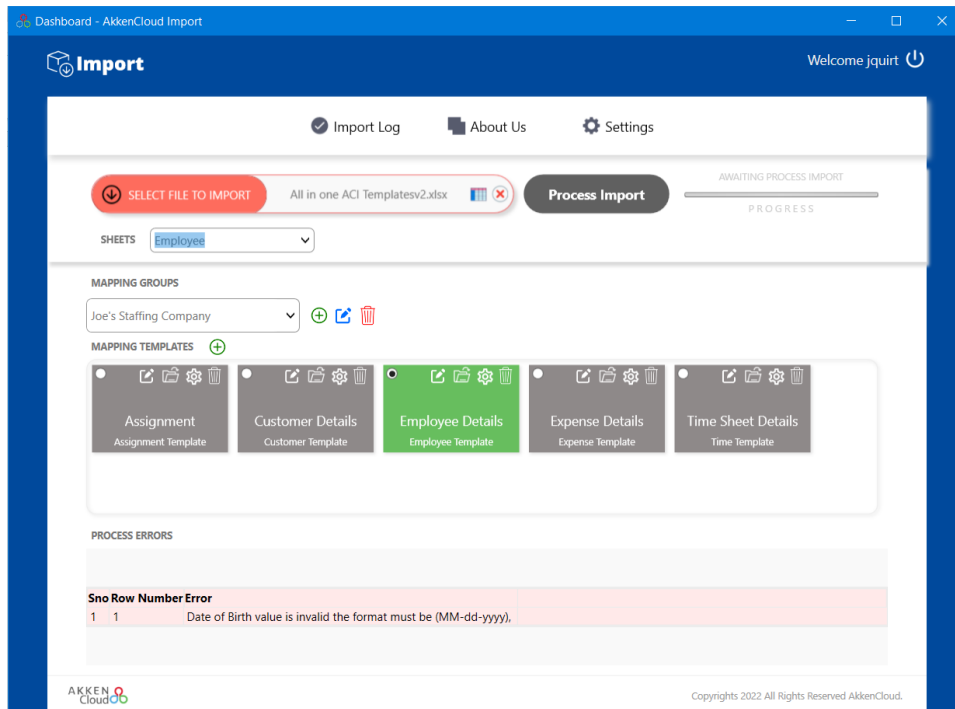 Dashboard - AkkenCloud Import
Import
Welcome jquirt
Import Log About Us Settings
SELECT FILE TO IMPORT All in one ACI Templatesv2.xlsx Process Import
AWAITING PROCESS IMPORT
PROGRESS
SHEETS Employee
MAPPING GROUPS
Joe's Staffing Company
MAPPING TEMPLATES
Assignment Customer Details Employee Details Expense Details Time Sheet Details
Assignment Template Customer Template Employee Template Expense Template Time Template
PROCESS ERRORS
Sno Row Number Error
1 1 Date of Birth value is invalid the format must be (MM-dd-yyyy),
AKKEN
Cloud
Copyrights 2022 All Rights Reserved AkkenCloud.